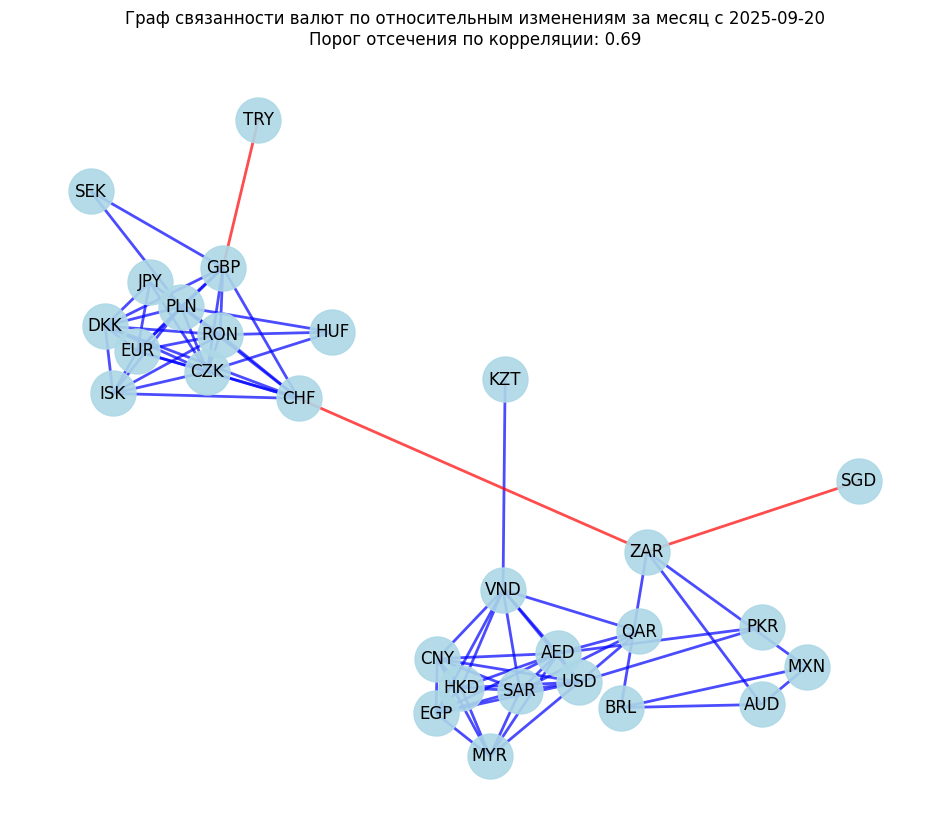 Граф связанности валют по относительным изменениям за месяц с 2025-09-20
Порог отсечения по корреляции: 0.69
TRY
SEK
GBP
JPY
PLN
DKK
RON
HUF
EUR
CZK
KZT
ISK
CHF
SGD
ZAR
VND
QAR
PKR
AED
CNY
MXN
USD
HKD
SAR
AUD
BRL
EGP
MYR